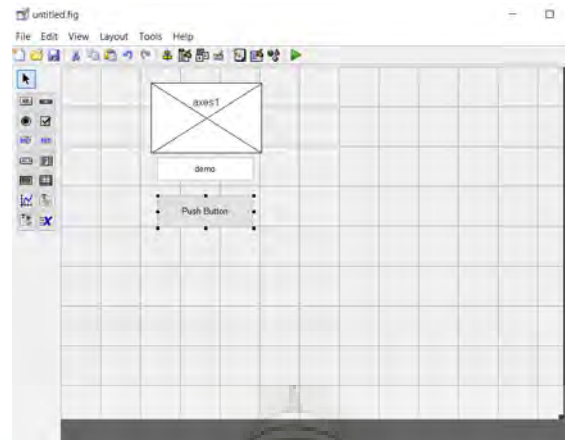 untitled.fig
File Edit View Layout Tools Help
axes1
demo
Push Button